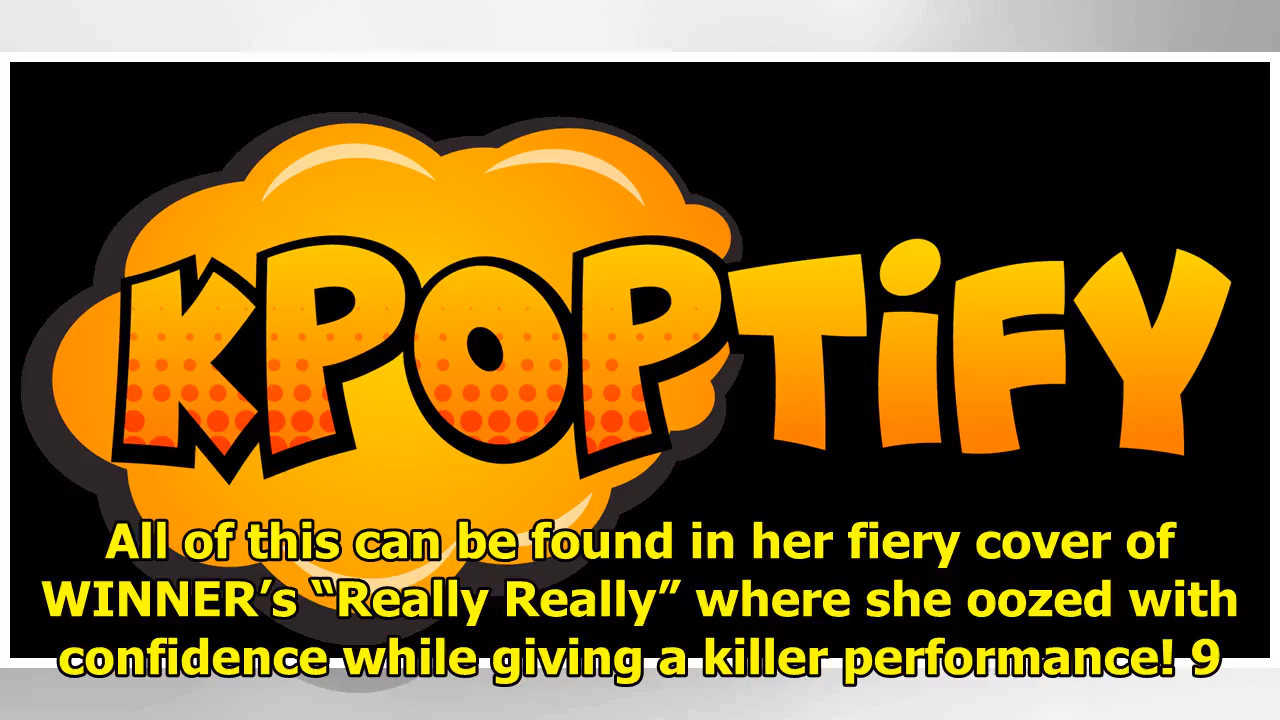 KPOPTiFY
All of this can be found in her fiery cover of
WINNER’s “Really Really” where she oozed with
confidence while giving a killer performance! 9